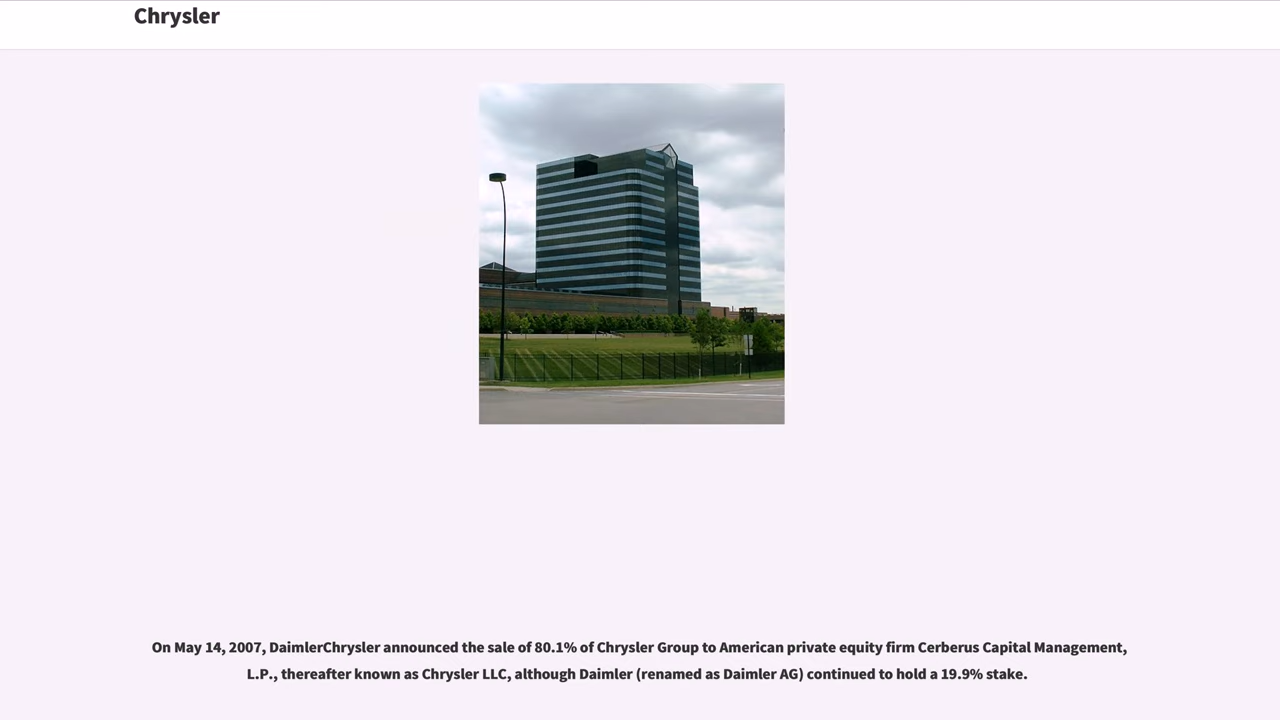 Chrysler
On May 14, 2007, DaimlerChrysler announced the sale of 80.1% of Chrysler Group to American private equity firm Cerberus Capital Management,
L.P., thereafter known as Chrysler LLC, although Daimler (renamed as Daimler AG) continued to hold a 19.9% stake.